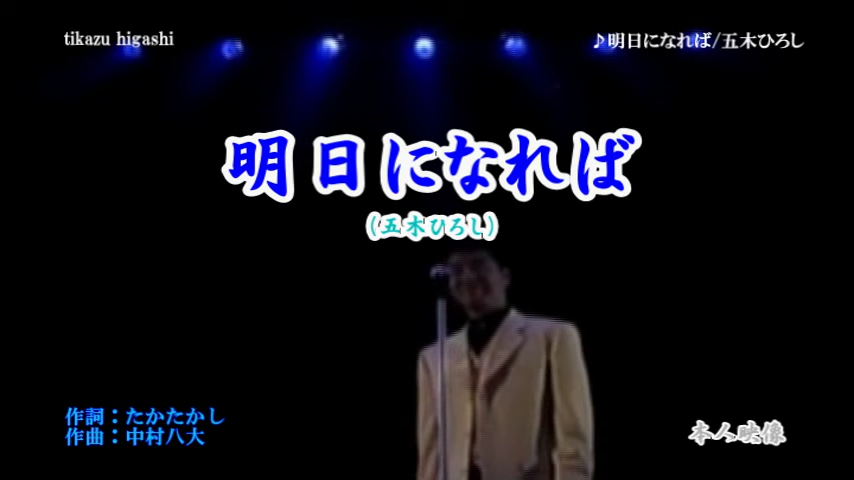 tikazu higashi
♪明日になれば/五木ひろし
明日になれば
(五木ひろし)
作詞：たかたかし
作曲：中村八大
本人映像